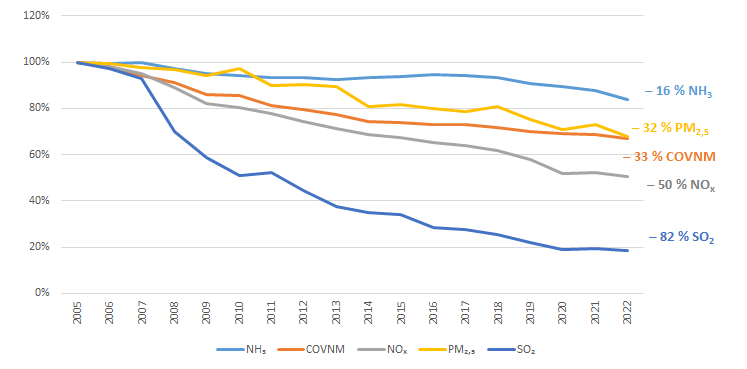 120%
100%
80%
60%
40%
20%
0%
– 16 % NH₃
– 32 % PM₂,₅
– 33 % COVNM
– 50 % NOₓ
– 82 % SO₂
2005 2006 2007 2008 2009 2010 2011 2012 2013 2014 2015 2016 2017 2018 2019 2020 2021 2022
NH₃ COVNM NOₓ PM₂,₅ SO₂